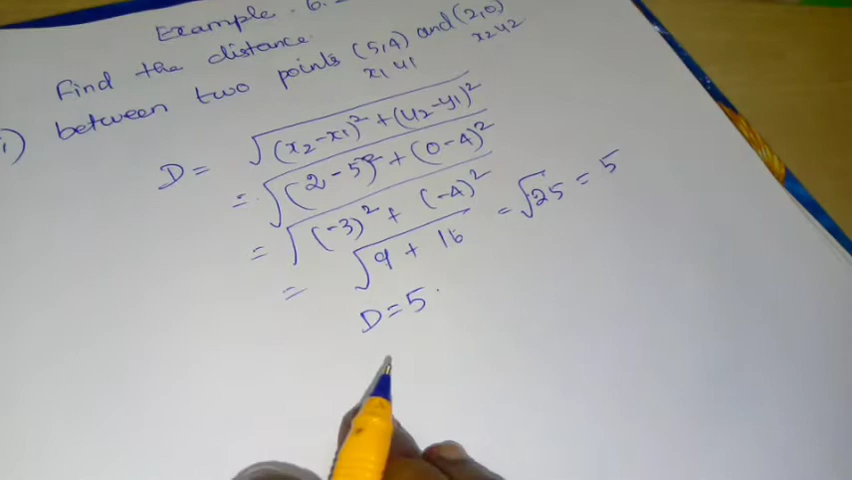 Example . 6.
Find the distance
i) between two points (5,4) and (2,0)
x1 y1 x2 y2
D = √(x2-x1)²+(y2-y1)²
= √(2-5)²+(0-4)²
= √(-3)²+(-4)²
= √9+16 = √25 = 5
D=5.